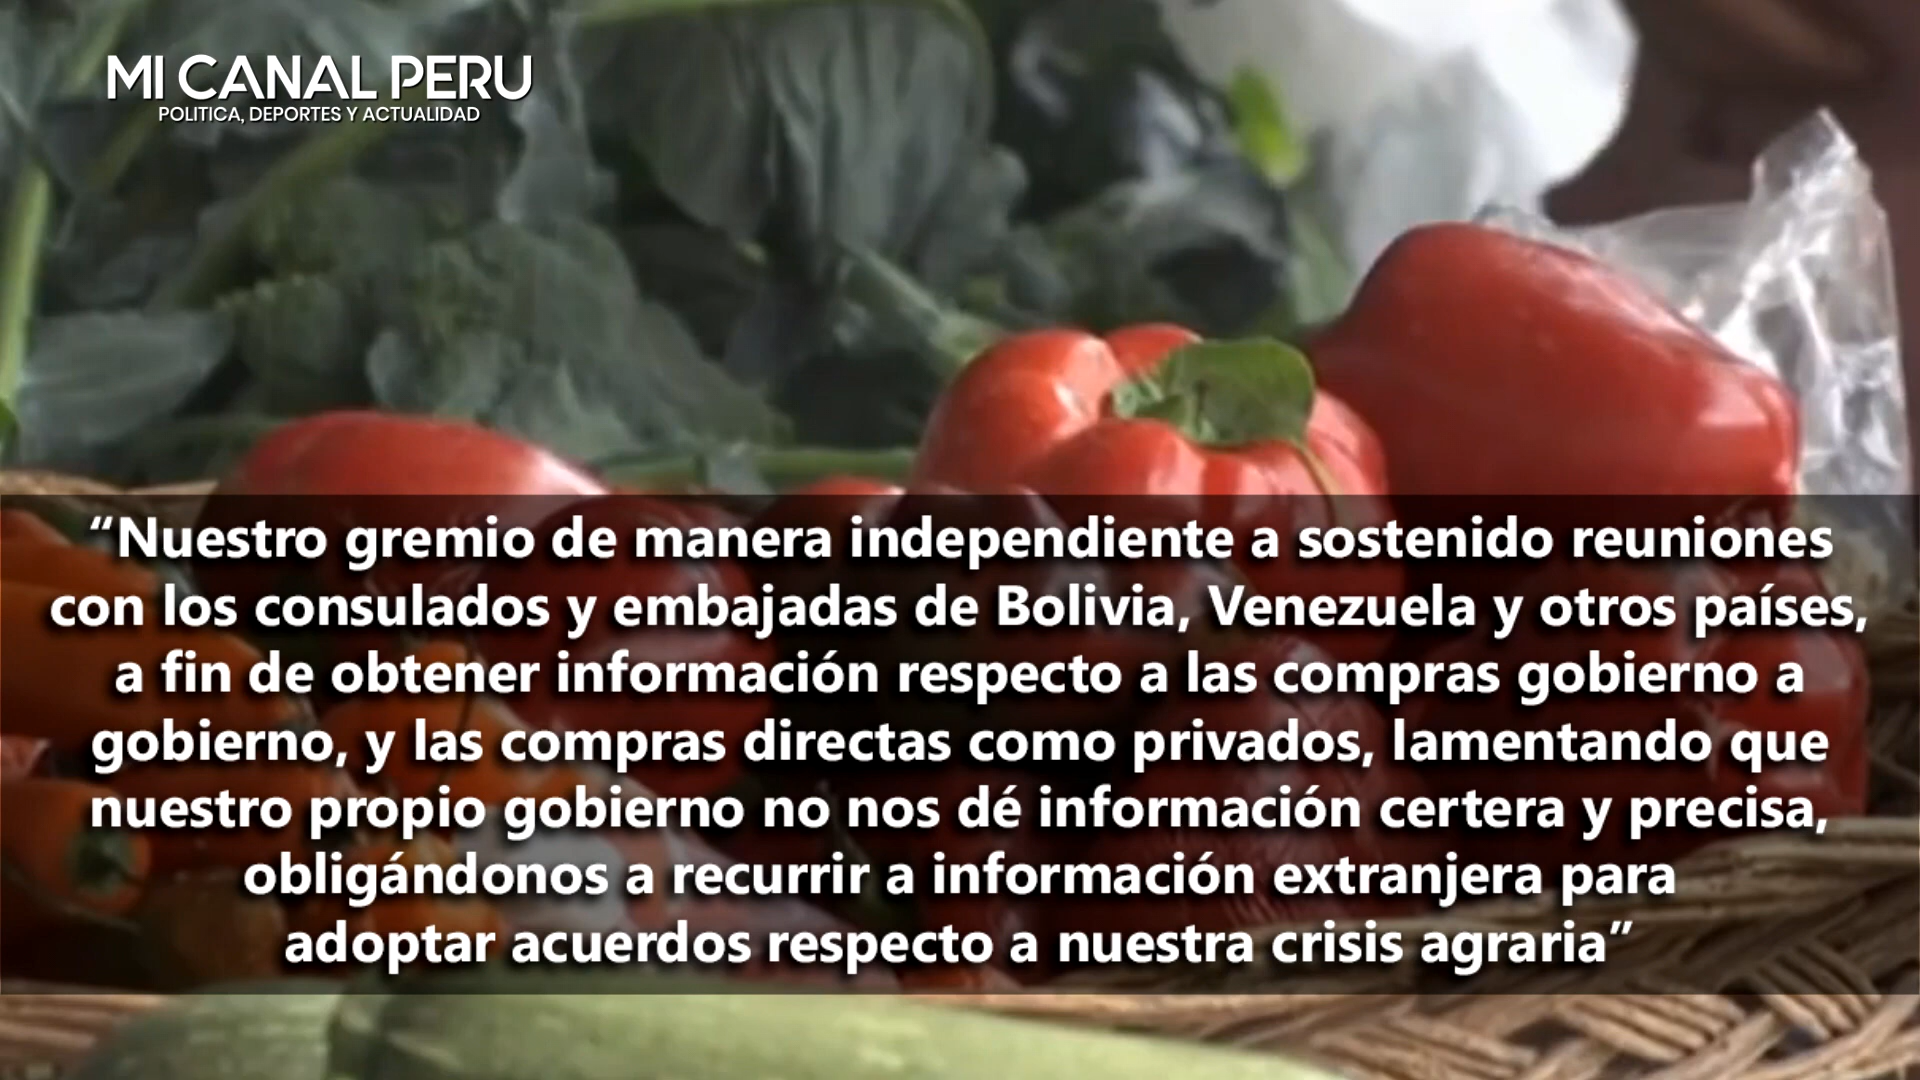 MI CANAL PERU
POLITICA, DEPORTES Y ACTUALIDAD
“Nuestro gremio de manera independiente a sostenido reuniones
con los consulados y embajadas de Bolivia, Venezuela y otros países,
a fin de obtener información respecto a las compras gobierno a
gobierno, y las compras directas como privados, lamentando que
nuestro propio gobierno no nos dé información certera y precisa,
obligándonos a recurrir a información extranjera para
adoptar acuerdos respecto a nuestra crisis agraria”